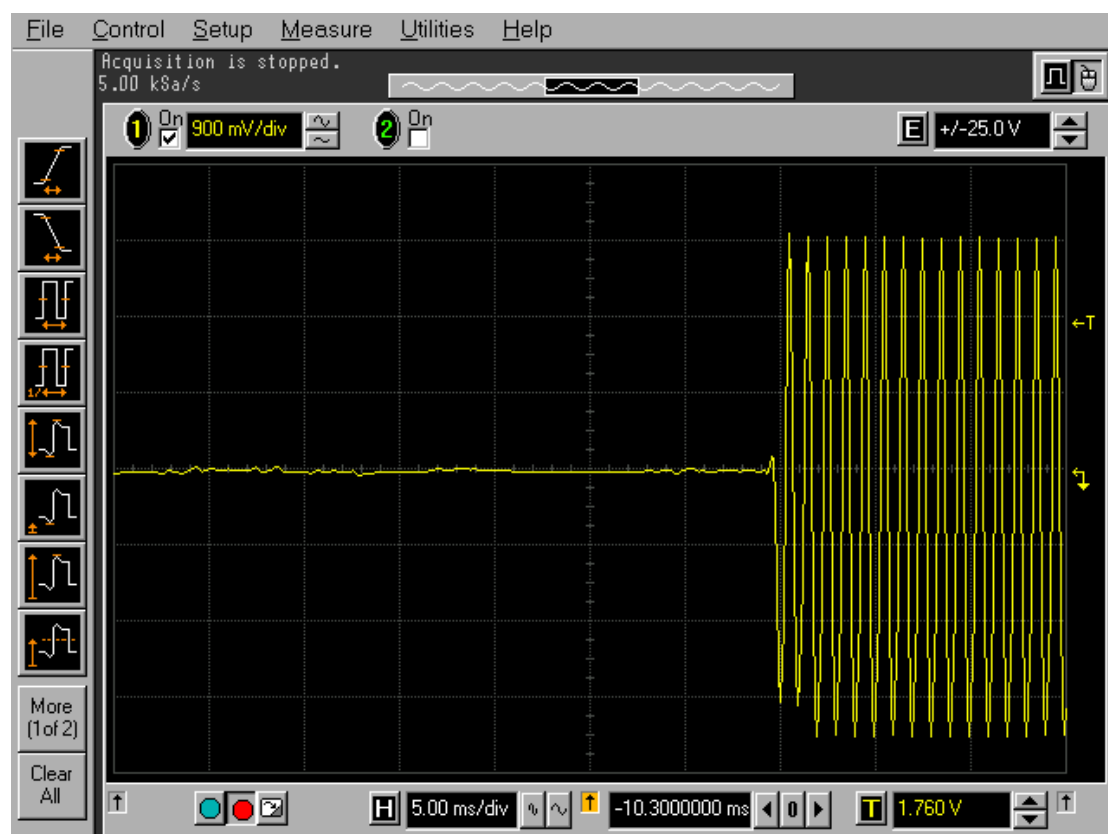 File Control Setup Measure Utilities Help
Acquisition is stopped.
5.00 kSa/s
1 On 900 mV/div 2 On E +/-25.0 V
T
1/
More
(1of 2)
Clear
All
H 5.00 ms/div -10.3000000 ms 0 T 1.760 V